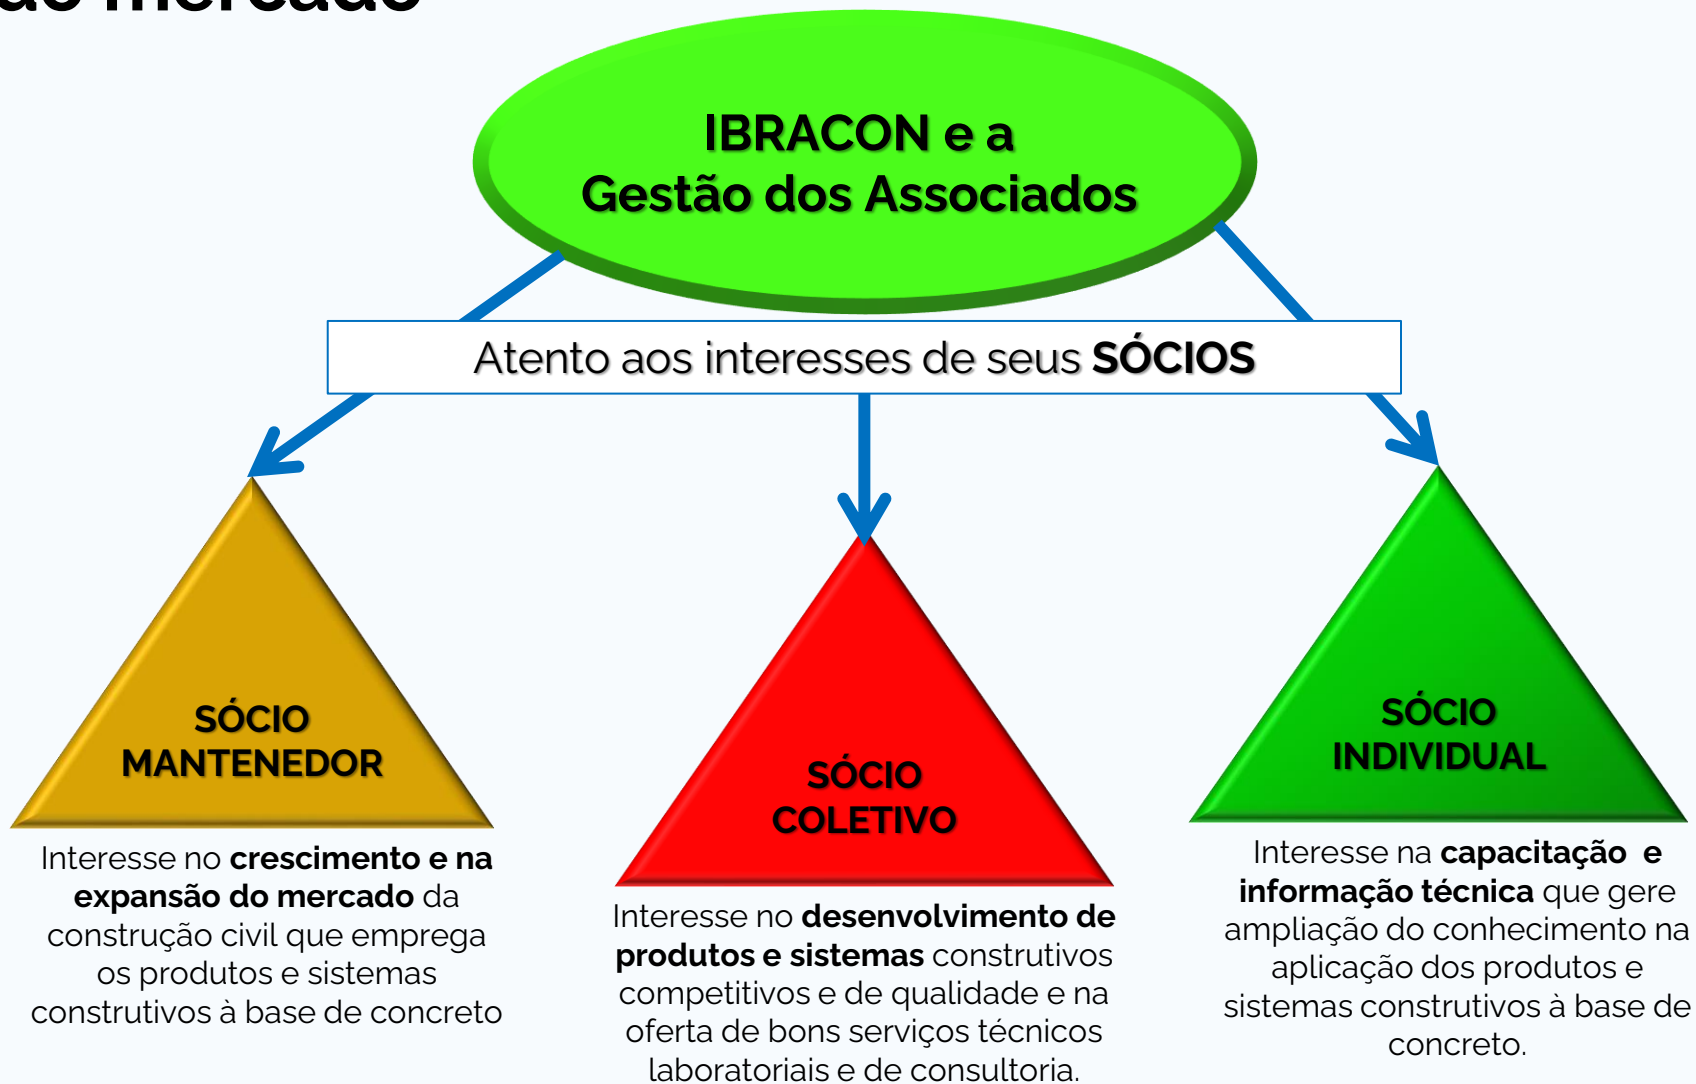 do mercado
IBRACON e a
Gestão dos Associados
Atento aos interesses de seus SÓCIOS
SÓCIO
MANTENEDOR
Interesse no crescimento e na
expansão do mercado da
construção civil que emprega
os produtos e sistemas
construtivos à base de concreto
SÓCIO
COLETIVO
Interesse no desenvolvimento de
produtos e sistemas construtivos
competitivos e de qualidade e na
oferta de bons serviços técnicos
laboratoriais e de consultoria.
SÓCIO
INDIVIDUAL
Interesse na capacitação e
informação técnica que gere
ampliação do conhecimento na
aplicação dos produtos e
sistemas construtivos à base de
concreto.